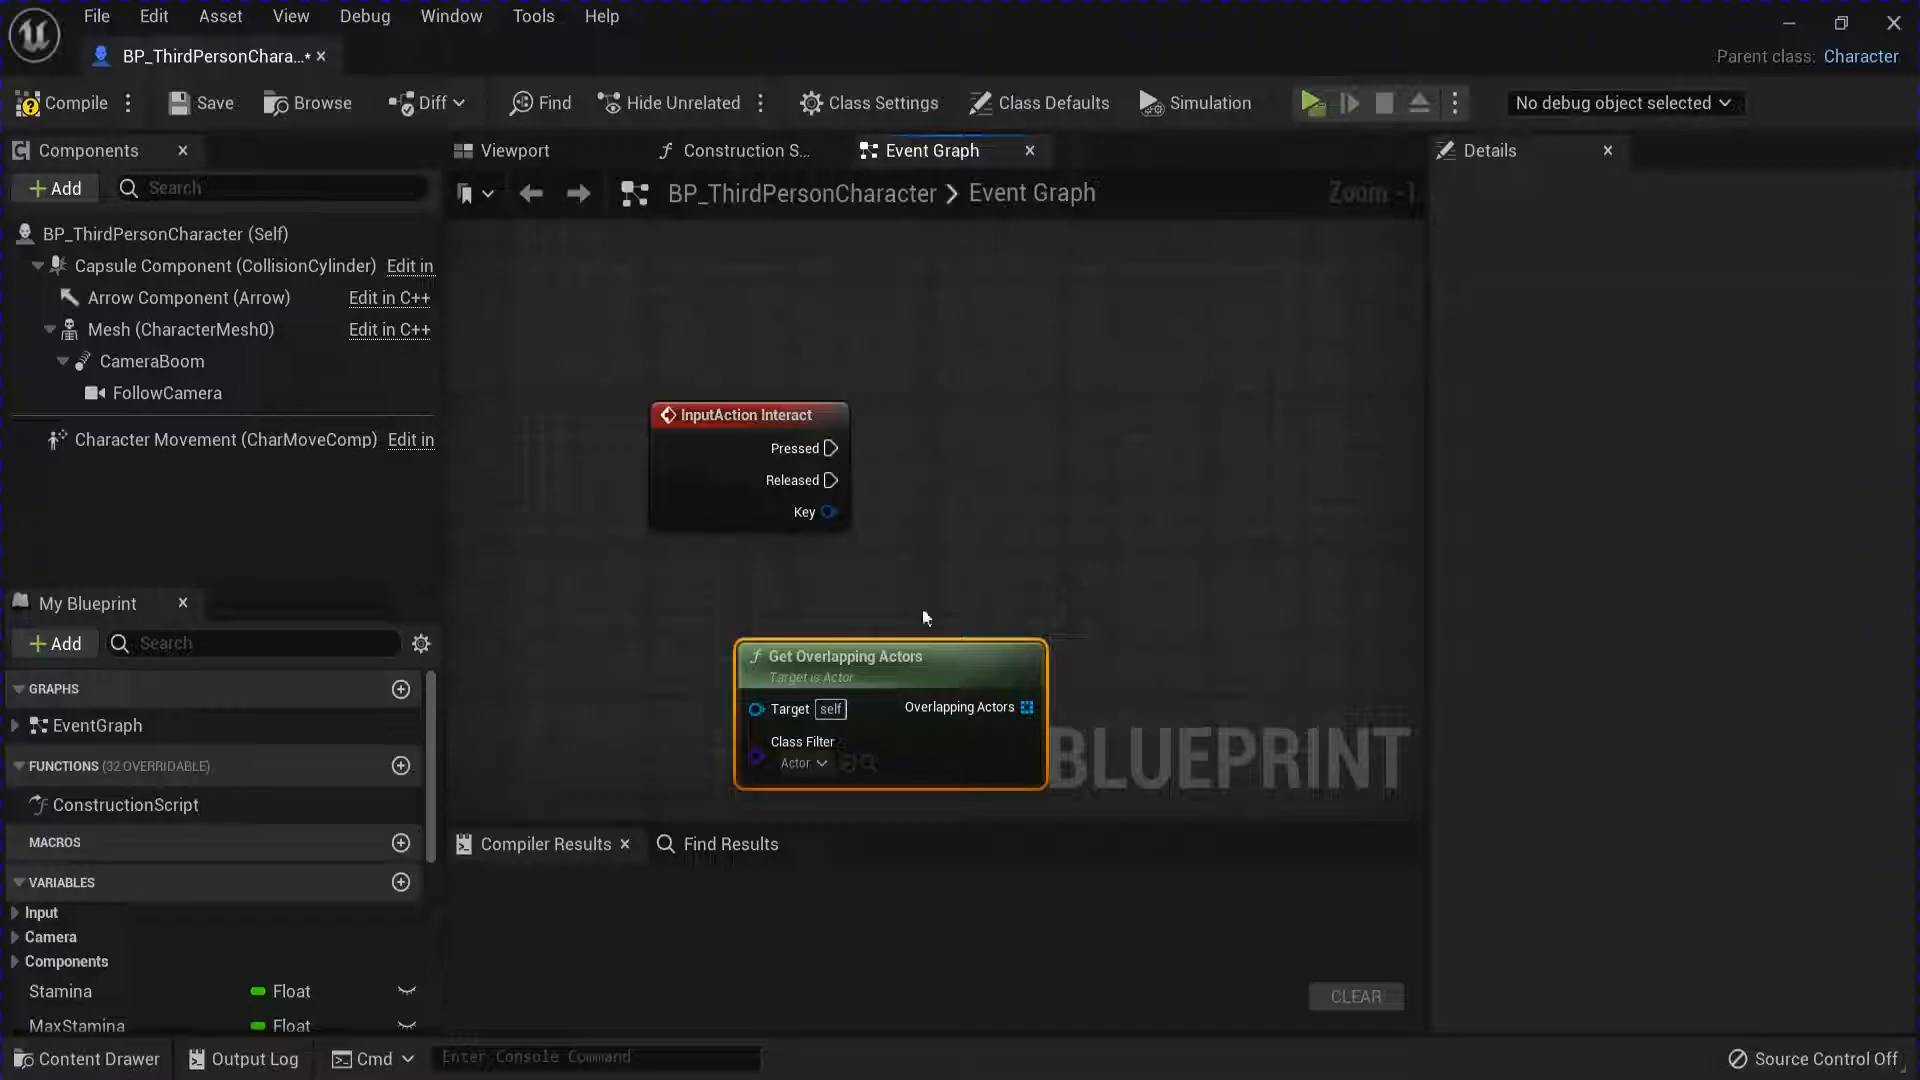 File Edit Asset View Debug Window Tools Help
BP_ThirdPersonChara...*
Parent class: Character
Compile Save Browse Diff Find Hide Unrelated Class Settings Class Defaults Simulation No debug object selected
Components
Viewport Construction S... Event Graph Details
Add Search
BP_ThirdPersonCharacter Event Graph Zoom -1
BP_ThirdPersonCharacter (Self)
Capsule Component (CollisionCylinder) Edit in
Arrow Component (Arrow) Edit in C++
Mesh (CharacterMesh0) Edit in C++
CameraBoom
FollowCamera
Character Movement (CharMoveComp) Edit in
InputAction Interact
Pressed
Released
Key
Get Overlapping Actors
Target is Actor
Target self Overlapping Actors
Class Filter
Actor
BLUEPRINT
My Blueprint
Add Search
GRAPHS
EventGraph
FUNCTIONS (32 OVERRIDABLE)
ConstructionScript
MACROS
VARIABLES
Input
Camera
Components
Stamina Float
MaxStamina Float
Compiler Results Find Results
CLEAR
Content Drawer Output Log Cmd Enter Console Command Source Control Off